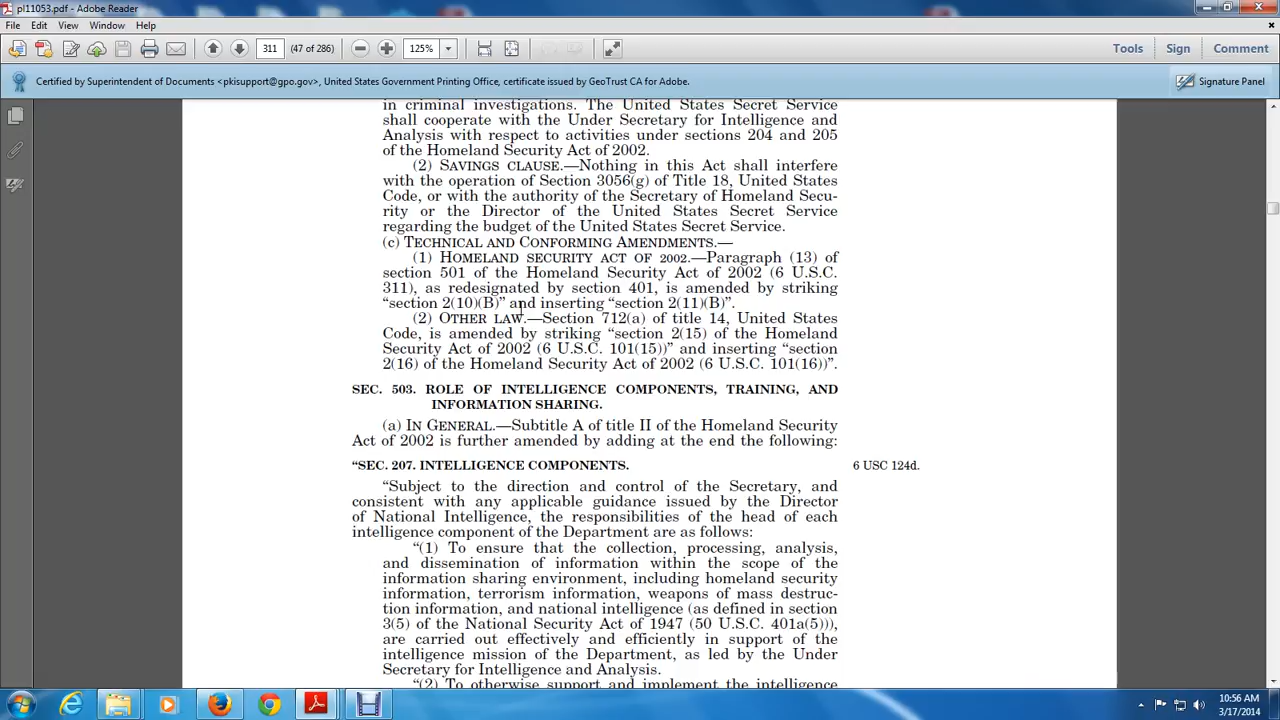 pl11053.pdf - Adobe Reader
File Edit View Window Help
311 (47 of 286) 125% Tools Sign Comment
Certified by Superintendent of Documents <pkisupport@gpo.gov>, United States Government Printing Office, certificate issued by GeoTrust CA for Adobe. Signature Panel
in criminal investigations. The United States Secret Service
shall cooperate with the Under Secretary for Intelligence and
Analysis with respect to activities under sections 204 and 205
of the Homeland Security Act of 2002.
(2) SAVINGS CLAUSE.—Nothing in this Act shall interfere
with the operation of Section 3056(g) of Title 18, United States
Code, or with the authority of the Secretary of Homeland Secu-
rity or the Director of the United States Secret Service
regarding the budget of the United States Secret Service.
(c) TECHNICAL AND CONFORMING AMENDMENTS.—
(1) HOMELAND SECURITY ACT OF 2002.—Paragraph (13) of
section 501 of the Homeland Security Act of 2002 (6 U.S.C.
311), as redesignated by section 401, is amended by striking
“section 2(10)(B)” and inserting “section 2(11)(B)”.
(2) OTHER LAW.—Section 712(a) of title 14, United States
Code, is amended by striking “section 2(15) of the Homeland
Security Act of 2002 (6 U.S.C. 101(15))” and inserting “section
2(16) of the Homeland Security Act of 2002 (6 U.S.C. 101(16))”.
SEC. 503. ROLE OF INTELLIGENCE COMPONENTS, TRAINING, AND
INFORMATION SHARING.
(a) IN GENERAL.—Subtitle A of title II of the Homeland Security
Act of 2002 is further amended by adding at the end the following:
“SEC. 207. INTELLIGENCE COMPONENTS. 6 USC 124d.
“Subject to the direction and control of the Secretary, and
consistent with any applicable guidance issued by the Director
of National Intelligence, the responsibilities of the head of each
intelligence component of the Department are as follows:
“(1) To ensure that the collection, processing, analysis,
and dissemination of information within the scope of the
information sharing environment, including homeland security
information, terrorism information, weapons of mass destruc-
tion information, and national intelligence (as defined in section
3(5) of the National Security Act of 1947 (50 U.S.C. 401a(5))),
are carried out effectively and efficiently in support of the
intelligence mission of the Department, as led by the Under
Secretary for Intelligence and Analysis.
“(2) To otherwise support and implement the intelligence
10:56 AM
3/17/2014